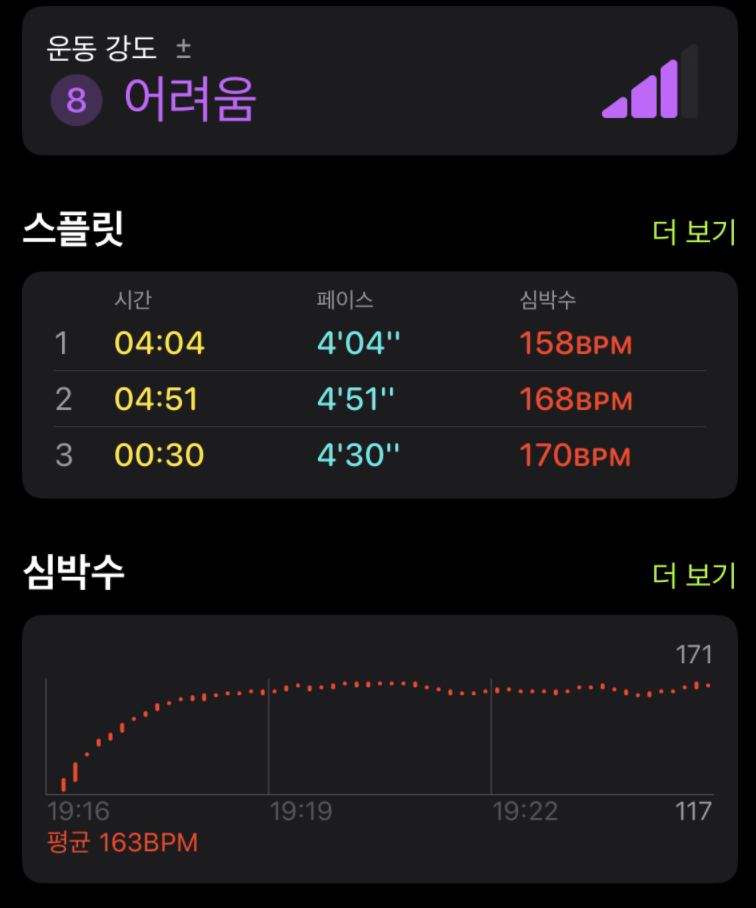 운동 강도 ±
8 어려움
스플릿 더 보기
시간 페이스 심박수
1 04:04 4'04'' 158BPM
2 04:51 4'51'' 168BPM
3 00:30 4'30'' 170BPM
심박수 더 보기
171
19:16 19:19 19:22 117
평균 163BPM